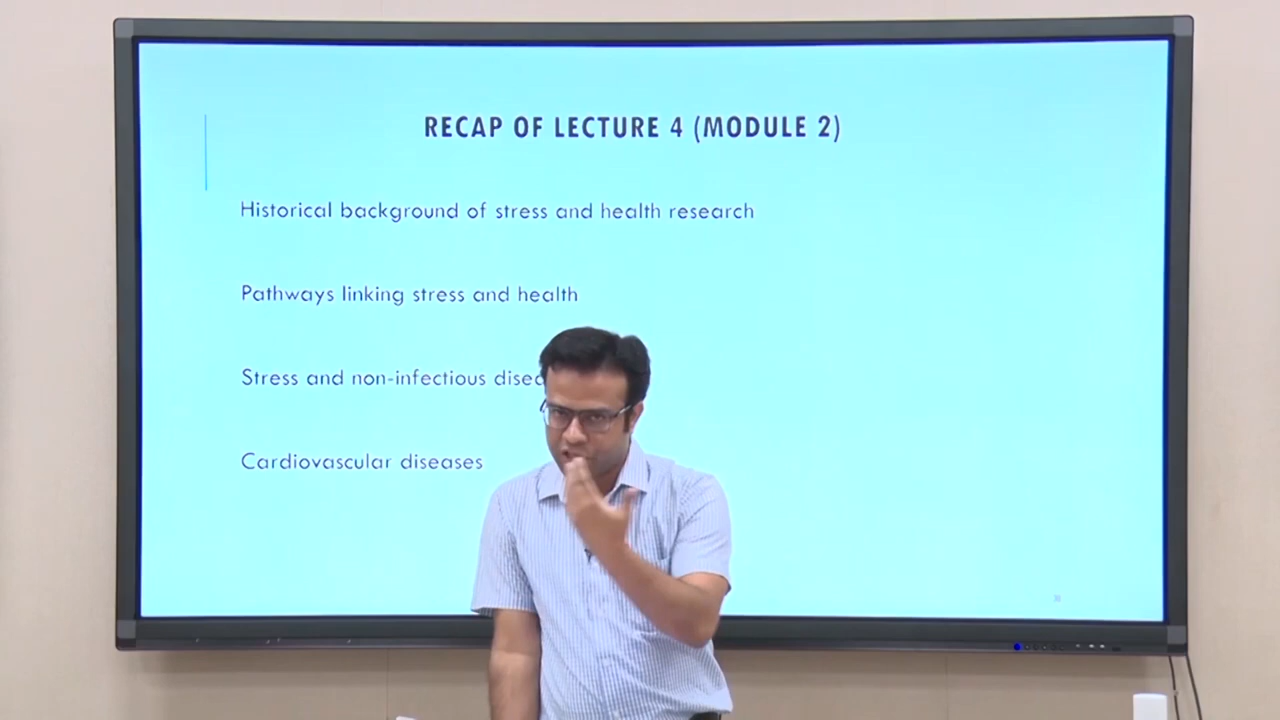 RECAP OF LECTURE 4 (MODULE 2)
Historical background of stress and health research
Pathways linking stress and health
Stress and non-infectious
Cardiovascular diseases